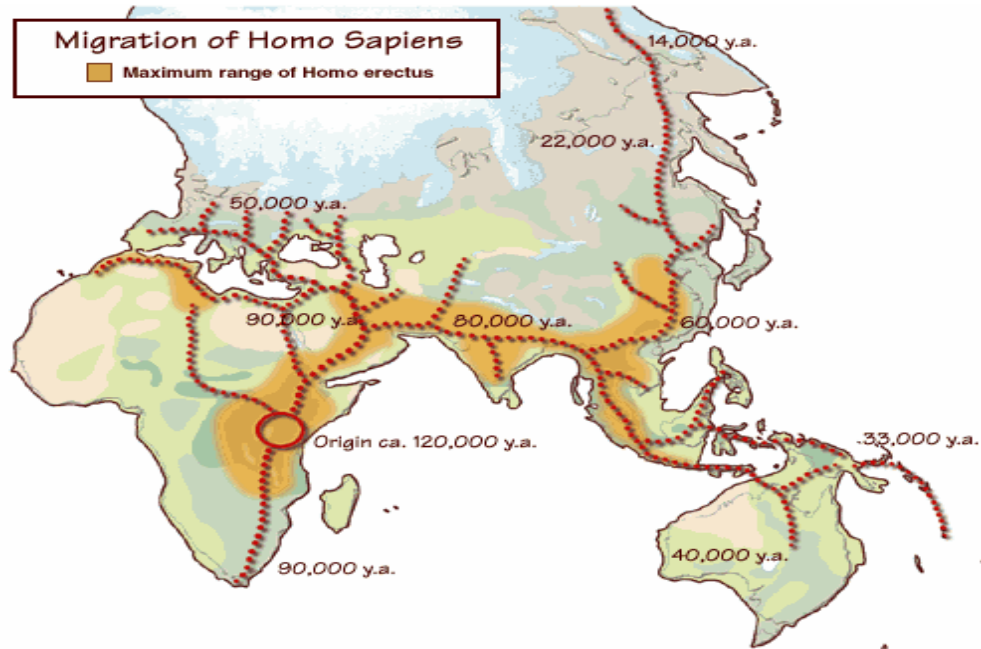 Migration of Homo Sapiens
Maximum range of Homo erectus
14,000 y.a.
22,000 y.a.
50,000 y.a.
90,000 y.a.
80,000 y.a.
60,000 y.a.
Origin ca. 120,000 y.a.
33,000 y.a.
40,000 y.a.
90,000 y.a.